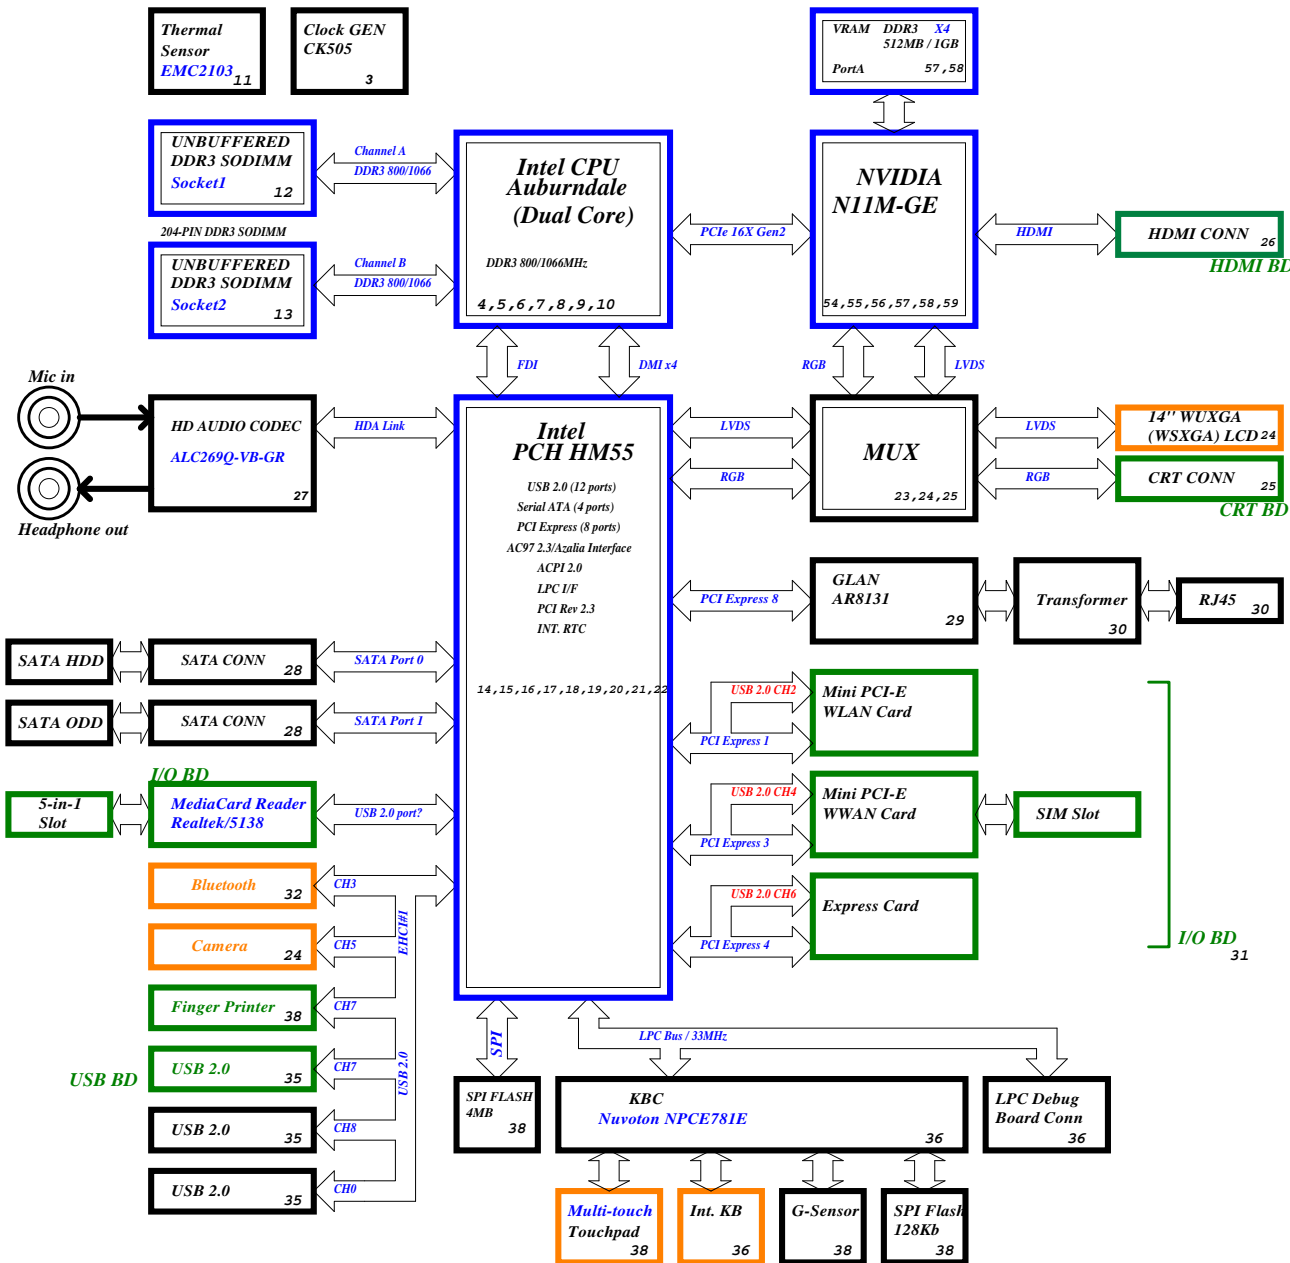 Thermal
Sensor
EMC2103
11
Clock GEN
CK505
3
VRAM DDR3 X4
512MB / 1GB
PortA
57,58
UNBUFFERED
DDR3 SODIMM
Socket1
12
Channel A
DDR3 800/1066
204-PIN DDR3 SODIMM
UNBUFFERED
DDR3 SODIMM
Socket2
13
Channel B
DDR3 800/1066
Intel CPU
Auburndale
(Dual Core)
DDR3 800/1066MHz
4,5,6,7,8,9,10
PCIe 16X Gen2
NVIDIA
N11M-GE
54,55,56,57,58,59
HDMI
HDMI CONN
26
HDMI BD
FDI
DMI x4
RGB
LVDS
Mic in
Headphone out
HD AUDIO CODEC
ALC269Q-VB-GR
27
HDA Link
Intel
PCH HM55
USB 2.0 (12 ports)
Serial ATA (4 ports)
PCI Express (8 ports)
AC97 2.3/Azalia Interface
ACPI 2.0
LPC I/F
PCI Rev 2.3
INT. RTC
14,15,16,17,18,19,20,21,22
LVDS
RGB
MUX
23,24,25
LVDS
RGB
14" WUXGA
(WSXGA) LCD
24
CRT CONN
25
CRT BD
PCI Express 8
GLAN
AR8131
29
Transformer
30
RJ45
30
SATA HDD
SATA CONN
28
SATA Port 0
SATA ODD
SATA CONN
28
SATA Port 1
USB 2.0 CH2
PCI Express 1
Mini PCI-E
WLAN Card
I/O BD
5-in-1
Slot
MediaCard Reader
Realtek/5138
USB 2.0 port?
USB 2.0 CH4
PCI Express 3
Mini PCI-E
WWAN Card
SIM Slot
USB 2.0 CH6
PCI Express 4
Express Card
I/O BD
31
Bluetooth
32
CH3
EHCI#1
Camera
24
CH5
Finger Printer
38
CH7
USB BD
USB 2.0
35
CH7
USB 2.0
USB 2.0
35
CH8
USB 2.0
35
CH0
SPI
LPC Bus / 33MHz
SPI FLASH
4MB
38
KBC
Nuvoton NPCE781E
36
LPC Debug
Board Conn
36
Multi-touch
Touchpad
38
Int. KB
36
G-Sensor
38
SPI Flash
128Kb
38